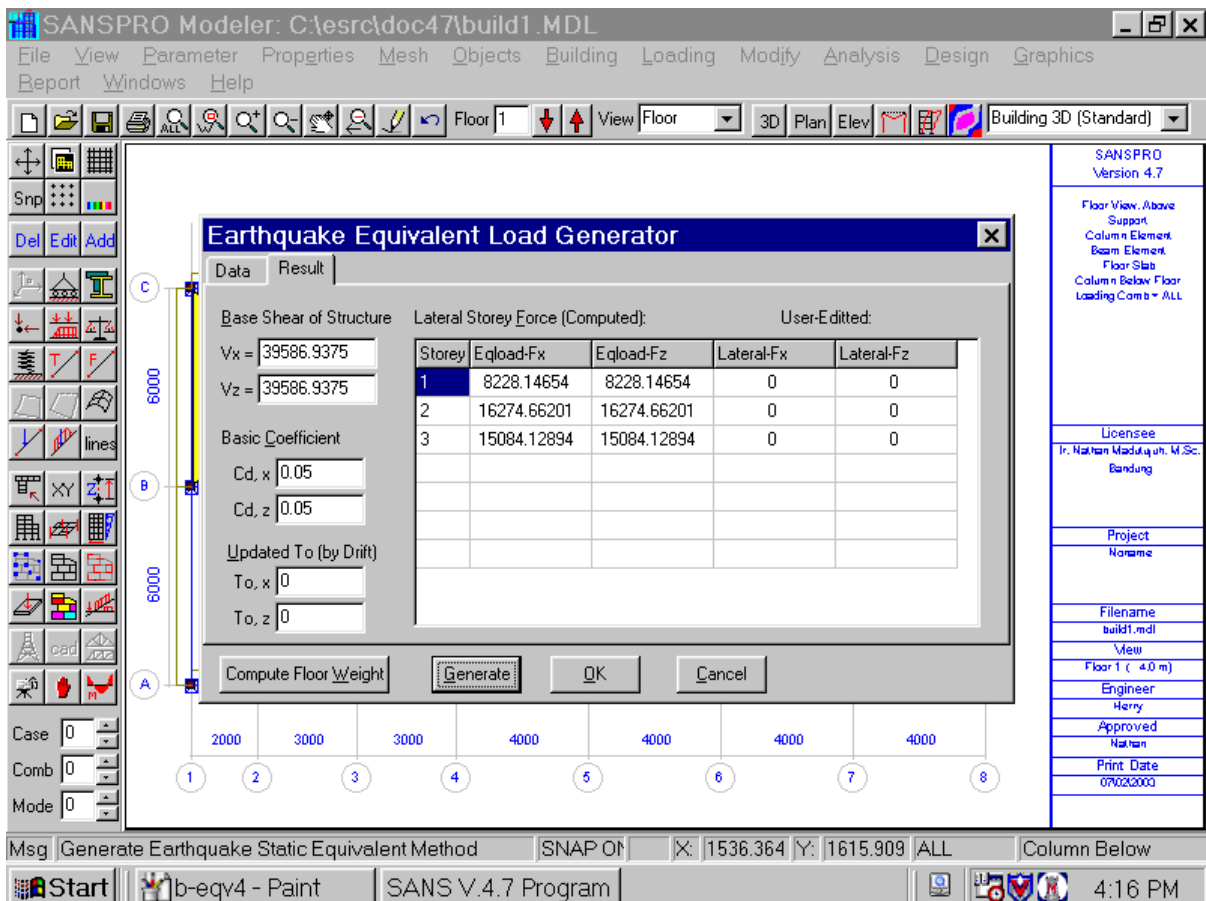 SANSPRO Modeler: C:\esrc\doc47\build1.MDL
File View Parameter Properties Mesh Objects Building Loading Modify Analysis Design Graphics
Report Windows Help
ALL Floor 1 View Floor 3D Plan Elev Building 3D (Standard)
Snp
Del Edit Add
T F
lines
XY Z
cad
M
Case 0
Comb 0
Mode 0
C
B
A
6000
6000
Earthquake Equivalent Load Generator
Data Result
Base Shear of Structure
Vx = 39586.9375
Vz = 39586.9375
Basic Coefficient
Cd, x 0.05
Cd, z 0.05
Updated To (by Drift)
To, x 0
To, z 0
Lateral Storey Force (Computed): User-Editted:
Storey Eqload-Fx Eqload-Fz Lateral-Fx Lateral-Fz
1 8228.14654 8228.14654 0 0
2 16274.66201 16274.66201 0 0
3 15084.12894 15084.12894 0 0
Compute Floor Weight Generate OK Cancel
2000 3000 3000 4000 4000 4000 4000
1 2 3 4 5 6 7 8
SANSPRO
Version 4.7
Floor View, Above
Support
Column Element
Beam Element
Floor Slab
Column Below Floor
Loading Comb = ALL
Licensee
Ir. Nathan Madutujuh, M.Sc.
Bandung
Project
Noname
Filename
build1.mdl
View
Floor 1 ( 4.0 m)
Engineer
Herry
Approved
Nathan
Print Date
07\02\2000
Msg Generate Earthquake Static Equivalent Method SNAP ON X: 1536.364 Y: 1615.909 ALL Column Below
Start b-eqv4 - Paint SANS V.4.7 Program 4:16 PM